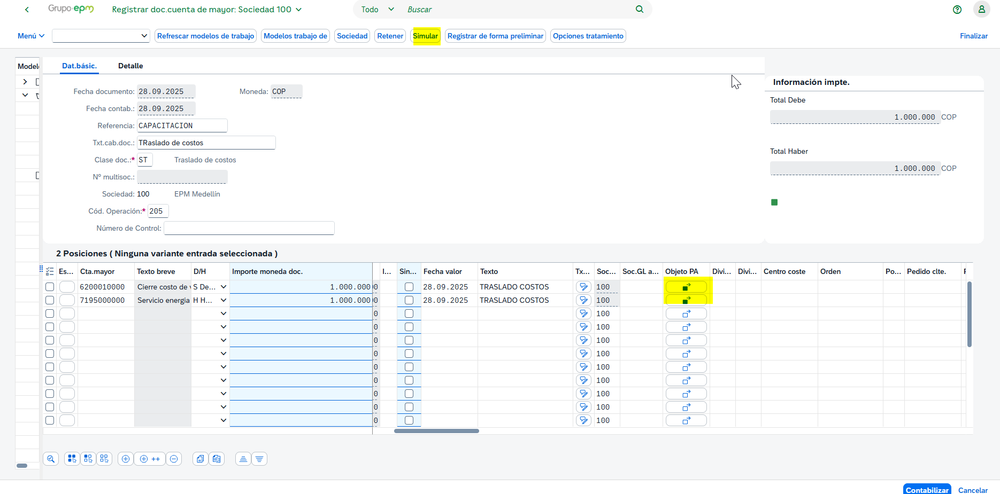 Grupo·epm
Registrar doc.cuenta de mayor: Sociedad 100
Todo
Buscar
Menú
Refrescar modelos de trabajo
Modelos trabajo de
Sociedad
Retener
Simular
Registrar de forma preliminar
Opciones tratamiento
Finalizar
Modelo
Dat.básic.
Detalle
Fecha documento: 28.09.2025 Moneda: COP
Fecha contab.: 28.09.2025
Referencia: CAPACITACION
Txt.cab.doc.: TRaslado de costos
Clase doc.:* ST Traslado de costos
Nº multisoc.:
Sociedad: 100 EPM Medellín
Cód. Operación:* 205
Número de Control:
Información impte.
Total Debe
1.000.000 COP
Total Haber
1.000.000 COP
2 Posiciones ( Ninguna variante entrada seleccionada )
Es... Cta.mayor Texto breve D/H Importe moneda doc. I... Sin... Fecha valor Texto Tx... Soc... Soc.GL a... Objeto PA Divi... Divi... Centro coste Orden Po... Pedido clte.
6200010000 Cierre costo de v S De... 1.000.000 0 28.09.2025 TRASLADO COSTOS 100
7195000000 Servicio energia H H... 1.000.000 0 28.09.2025 TRASLADO COSTOS 100
0 100
0 100
0 100
0 100
0 100
0 100
0 100
0 100
0 100
++
Contabilizar
Cancelar